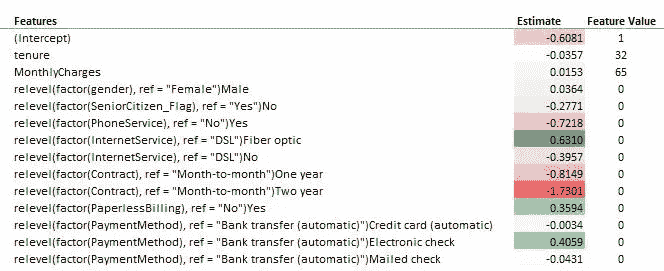 Features Estimate Feature Value
(Intercept) -0.6081 1
tenure -0.0357 32
MonthlyCharges 0.0153 65
relevel(factor(gender), ref = "Female")Male 0.0364 0
relevel(factor(SeniorCitizen_Flag), ref = "Yes")No -0.2771 0
relevel(factor(PhoneService), ref = "No")Yes -0.7218 0
relevel(factor(InternetService), ref = "DSL")Fiber optic 0.6310 0
relevel(factor(InternetService), ref = "DSL")No -0.3957 0
relevel(factor(Contract), ref = "Month-to-month")One year -0.8149 0
relevel(factor(Contract), ref = "Month-to-month")Two year -1.7301 0
relevel(factor(PaperlessBilling), ref = "No")Yes 0.3594 0
relevel(factor(PaymentMethod), ref = "Bank transfer (automatic)")Credit card (automatic) -0.0034 0
relevel(factor(PaymentMethod), ref = "Bank transfer (automatic)")Electronic check 0.4059 0
relevel(factor(PaymentMethod), ref = "Bank transfer (automatic)")Mailed check -0.0431 0